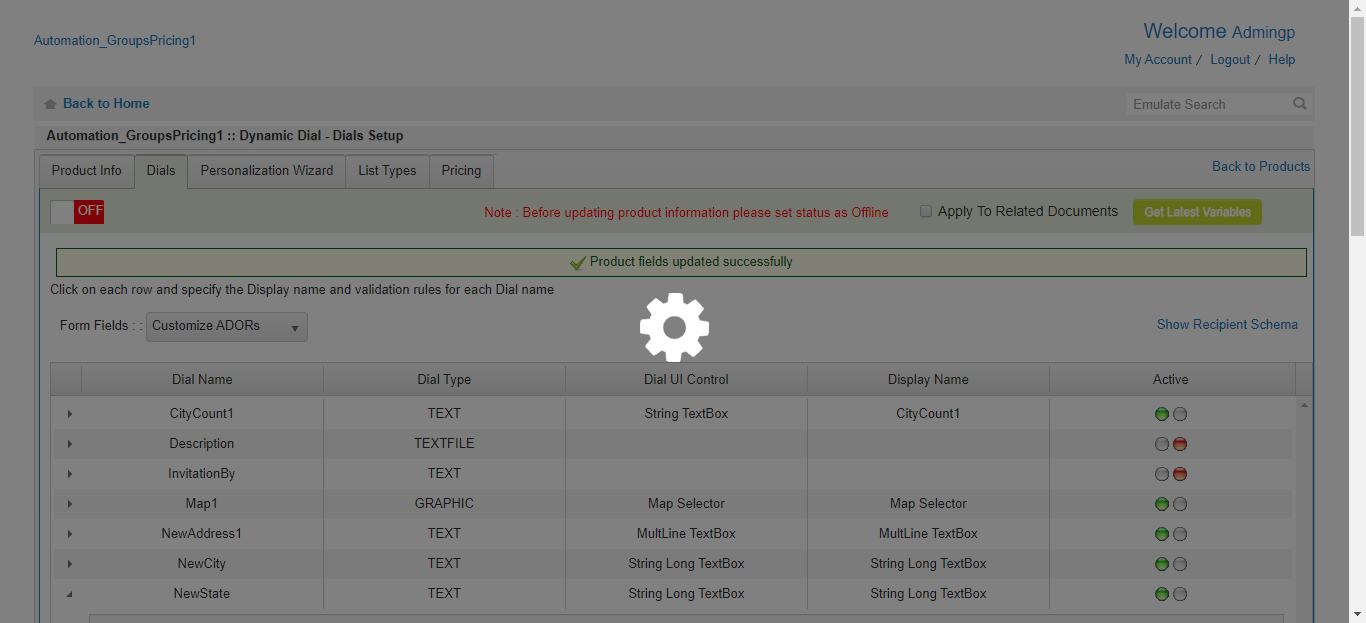 Automation_GroupsPricing1
Welcome Admingp
My Account / Logout / Help
Back to Home
Emulate Search
Automation_GroupsPricing1 :: Dynamic Dial - Dials Setup
Product Info Dials Personalization Wizard List Types Pricing
Back to Products
OFF
Note : Before updating product information please set status as Offline
Apply To Related Documents
Get Latest Variables
Product fields updated successfully
Click on each row and specify the Display name and validation rules for each Dial name
Form Fields : : Customize ADORs
Show Recipient Schema
Dial Name Dial Type Dial UI Control Display Name Active
CityCount1 TEXT String TextBox CityCount1
Description TEXTFILE
InvitationBy TEXT
Map1 GRAPHIC Map Selector Map Selector
NewAddress1 TEXT MultLine TextBox MultLine TextBox
NewCity TEXT String Long TextBox String Long TextBox
NewState TEXT String Long TextBox String Long TextBox